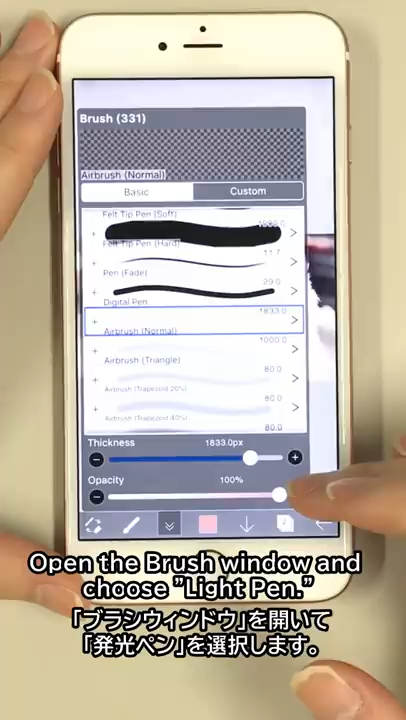 Brush (331)
Airbrush (Normal)
Basic
Custom
Felt Tip Pen (Soft)
1000.0
Felt Tip Pen (Hard)
11.7
Pen (Fade)
29.0
Digital Pen
1833.0
Airbrush (Normal)
1000.0
Airbrush (Triangle)
80.0
Airbrush (Trapezoid 20%)
80.0
Airbrush (Trapezoid 40%)
80.0
Thickness
1833.0px
Opacity
100%
Open the Brush window and
choose "Light Pen."
「ブラシウィンドウ」を開いて
「発光ペン」を選択します。